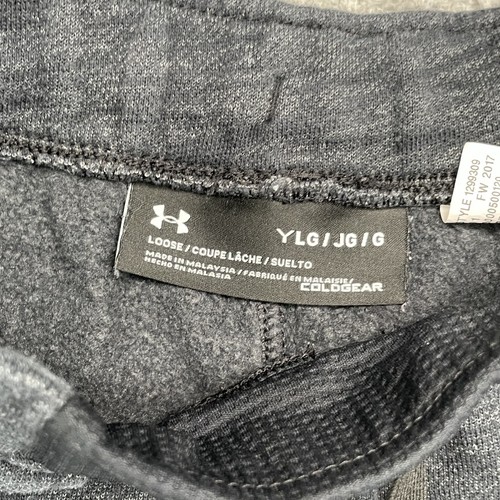 YLG / JG / G
LOOSE / COUPE LÂCHE / SUELTO
MADE IN MALAYSIA / FABRIQUÉ EN MALAISIE /
HECHO EN MALASIA
COLDGEAR
STYLE 1299309
FW 2017